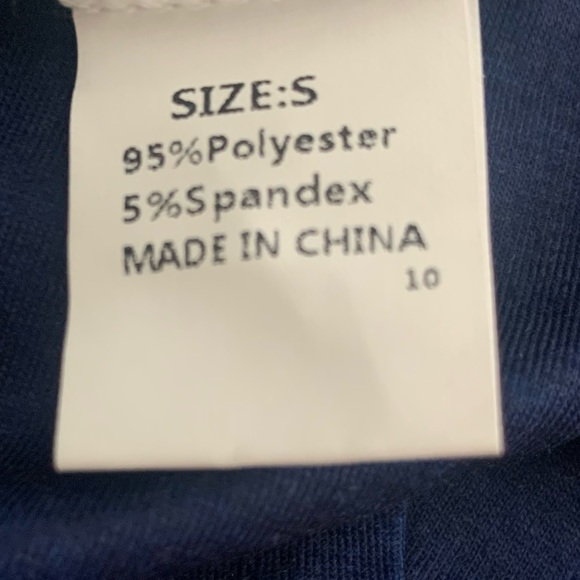 SIZE:S
95%Polyester
5%Spandex
MADE IN CHINA
10